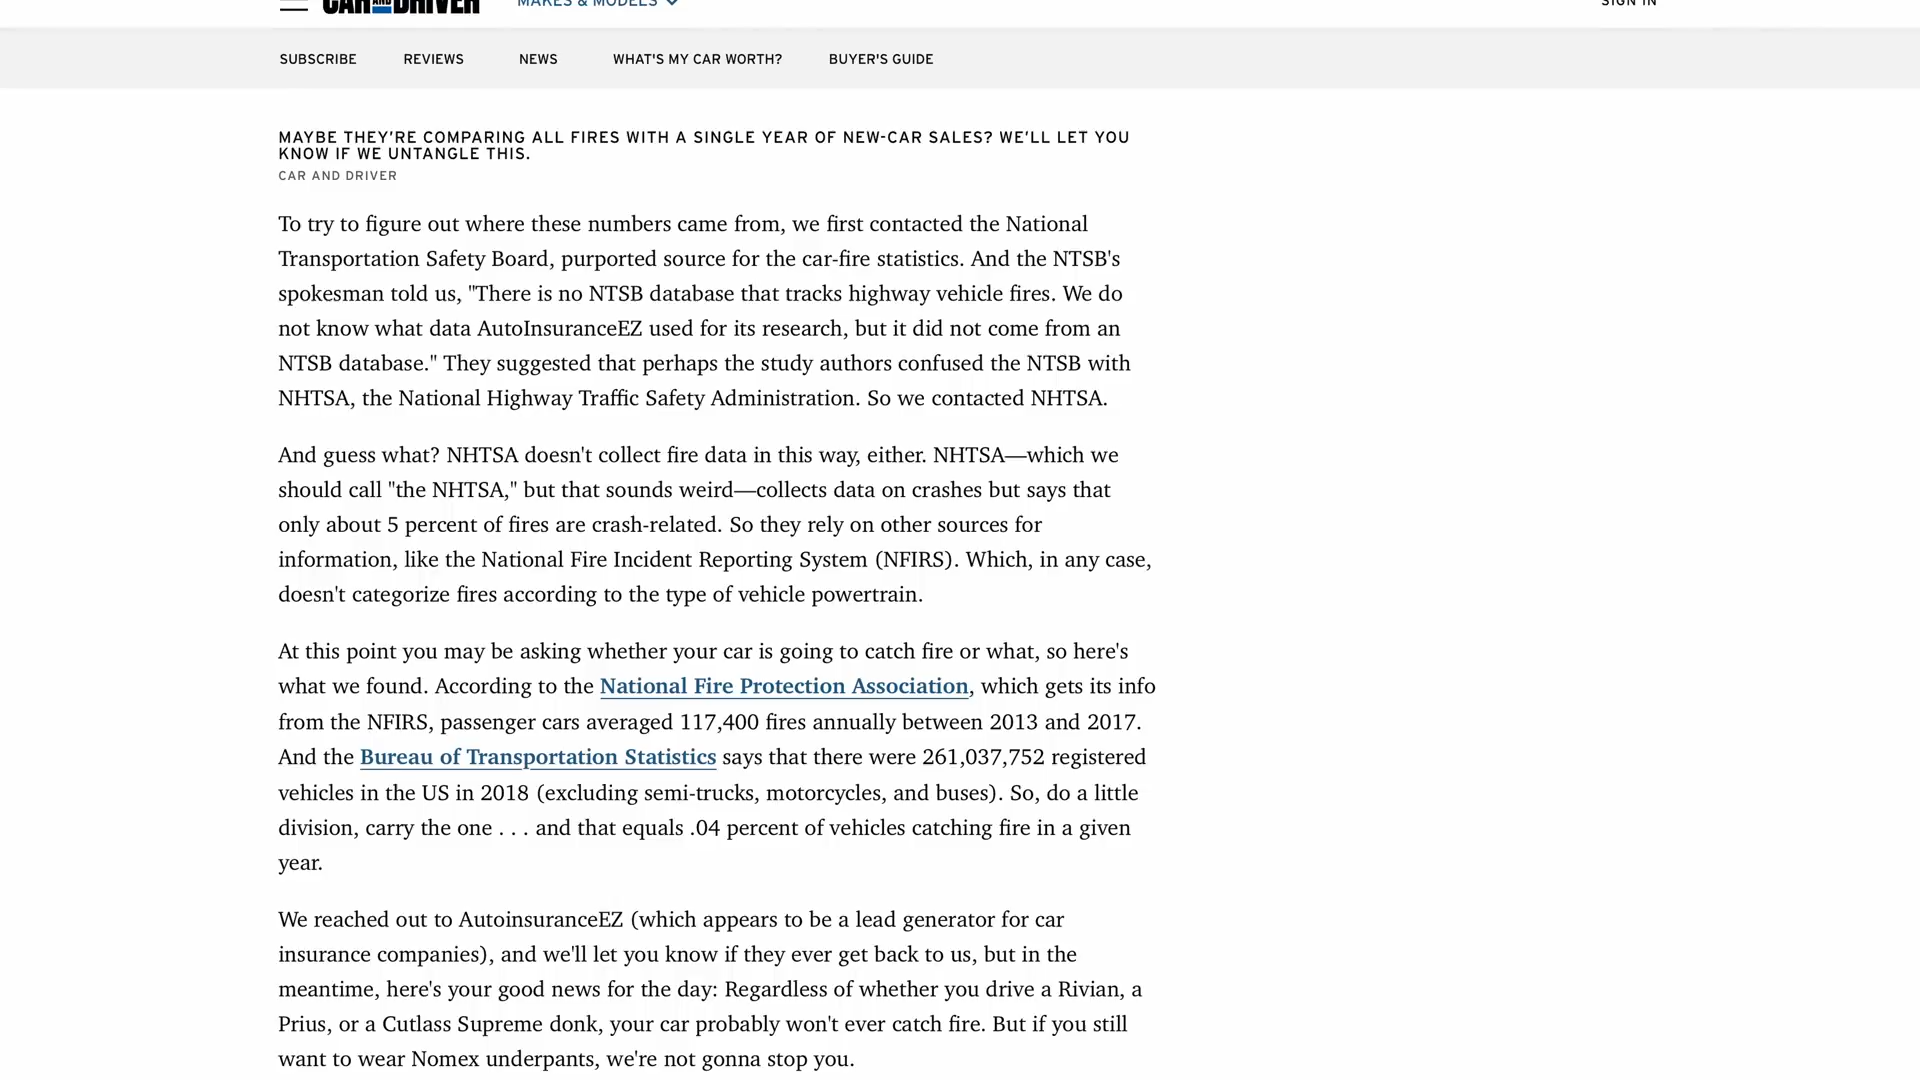 CAR AND DRIVER
MAKES & MODELS
SIGN IN
SUBSCRIBE
REVIEWS
NEWS
WHAT'S MY CAR WORTH?
BUYER'S GUIDE
MAYBE THEY’RE COMPARING ALL FIRES WITH A SINGLE YEAR OF NEW-CAR SALES? WE’LL LET YOU
KNOW IF WE UNTANGLE THIS.
CAR AND DRIVER
To try to figure out where these numbers came from, we first contacted the National
Transportation Safety Board, purported source for the car-fire statistics. And the NTSB's
spokesman told us, "There is no NTSB database that tracks highway vehicle fires. We do
not know what data AutoInsuranceEZ used for its research, but it did not come from an
NTSB database." They suggested that perhaps the study authors confused the NTSB with
NHTSA, the National Highway Traffic Safety Administration. So we contacted NHTSA.
And guess what? NHTSA doesn't collect fire data in this way, either. NHTSA—which we
should call "the NHTSA," but that sounds weird—collects data on crashes but says that
only about 5 percent of fires are crash-related. So they rely on other sources for
information, like the National Fire Incident Reporting System (NFIRS). Which, in any case,
doesn't categorize fires according to the type of vehicle powertrain.
At this point you may be asking whether your car is going to catch fire or what, so here's
what we found. According to the National Fire Protection Association, which gets its info
from the NFIRS, passenger cars averaged 117,400 fires annually between 2013 and 2017.
And the Bureau of Transportation Statistics says that there were 261,037,752 registered
vehicles in the US in 2018 (excluding semi-trucks, motorcycles, and buses). So, do a little
division, carry the one . . . and that equals .04 percent of vehicles catching fire in a given
year.
We reached out to AutoinsuranceEZ (which appears to be a lead generator for car
insurance companies), and we'll let you know if they ever get back to us, but in the
meantime, here's your good news for the day: Regardless of whether you drive a Rivian, a
Prius, or a Cutlass Supreme donk, your car probably won't ever catch fire. But if you still
want to wear Nomex underpants, we're not gonna stop you.